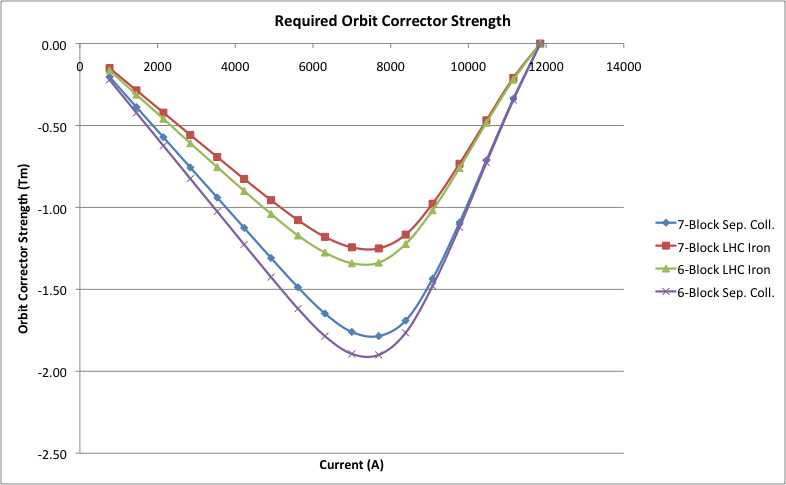 Required Orbit Corrector Strength
0.00
0 2000 4000 6000 8000 10000 12000 14000
-0.50
-1.00
-1.50
-2.00
-2.50
Orbit Corrector Strength (Tm)
Current (A)
7-Block Sep. Coll.
7-Block LHC Iron
6-Block LHC Iron
6-Block Sep. Coll.